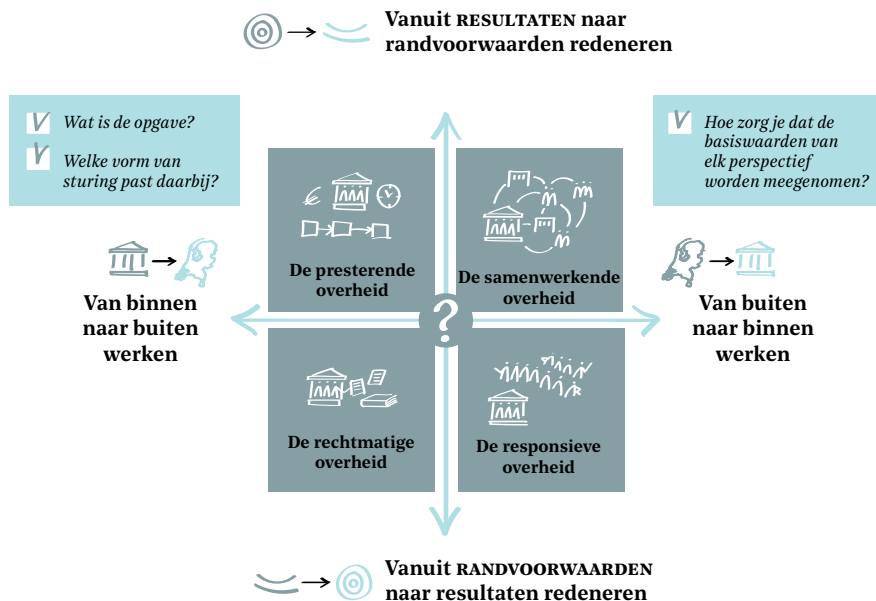 Vanuit RESULTATEN naar
randvoorwaarden redeneren
Wat is de opgave?
Welke vorm van
sturing past daarbij?
Hoe zorg je dat de
basiswaarden van
elk perspectief
worden meegenomen?
De presterende
overheid
De samenwerkende
overheid
Van binnen
naar buiten
werken
?
Van buiten
naar binnen
werken
De rechtmatige
overheid
De responsieve
overheid
Vanuit RANDVOORWAARDEN
naar resultaten redeneren